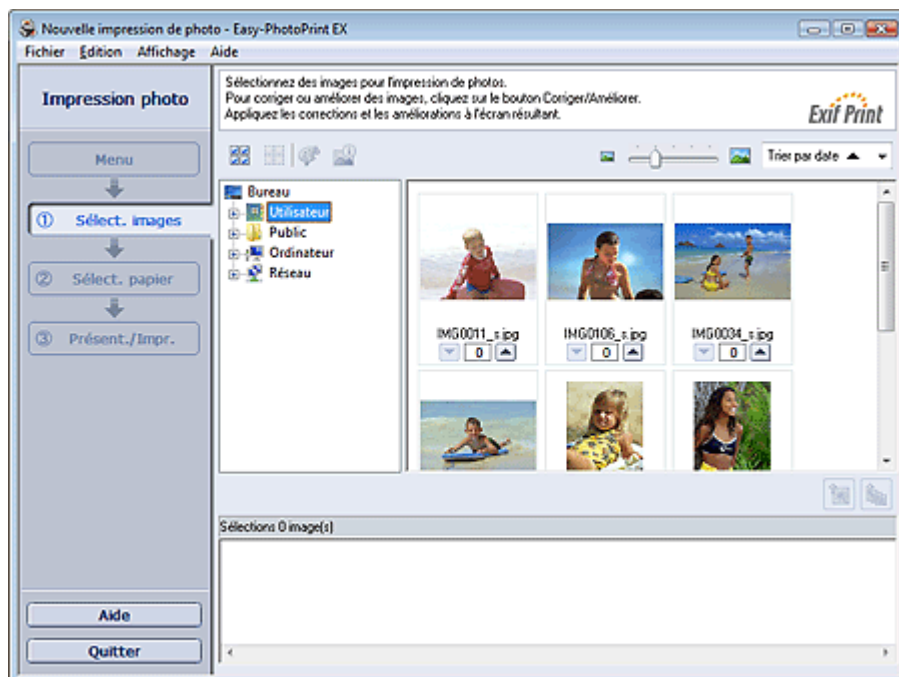 Nouvelle impression de photo - Easy-PhotoPrint EX
Fichier Édition Affichage Aide
Impression photo
Sélectionnez des images pour l'impression de photos.
Pour corriger ou améliorer des images, cliquez sur le bouton Corriger/Améliorer.
Appliquez les corrections et les améliorations à l'écran résultant.
Exif Print
Menu
① Sélect. images
② Sélect. papier
③ Présent./Impr.
Trier par date
Bureau
Utilisateur
Public
Ordinateur
Réseau
IMG0011_s.jpg
0
IMG0106_s.jpg
0
IMG0034_s.jpg
0
Sélections 0 image(s)
Aide
Quitter